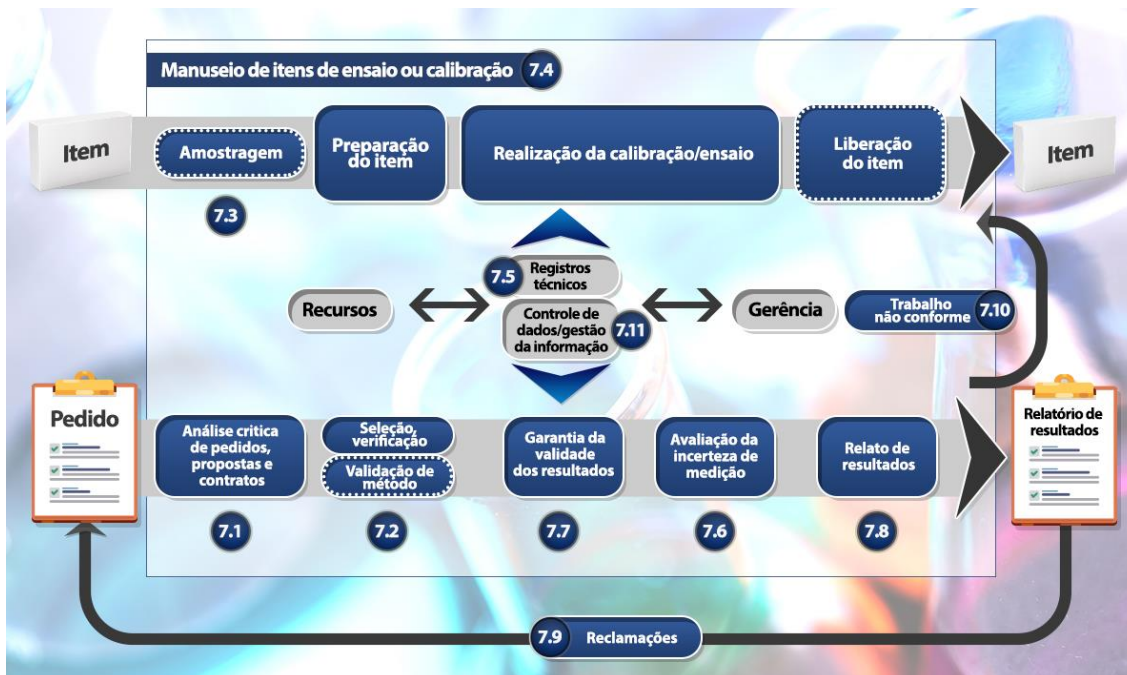 Manuseio de itens de ensaio ou calibração 7.4
Item
Amostragem
Preparação
do item
Realização da calibração/ensaio
Liberação
do item
Item
7.3
7.5
Registros
técnicos
Recursos
Controle de
dados/gestão
da informação
7.11
Gerência
Trabalho
não conforme
7.10
Pedido
Análise critica
de pedidos,
propostas e
contratos
Seleção,
verificação
Validação de
método
Garantia da
validade
dos resultados
Avaliação da
incerteza de
medição
Relato de
resultados
Relatório de
resultados
7.1
7.2
7.7
7.6
7.8
7.9 Reclamações